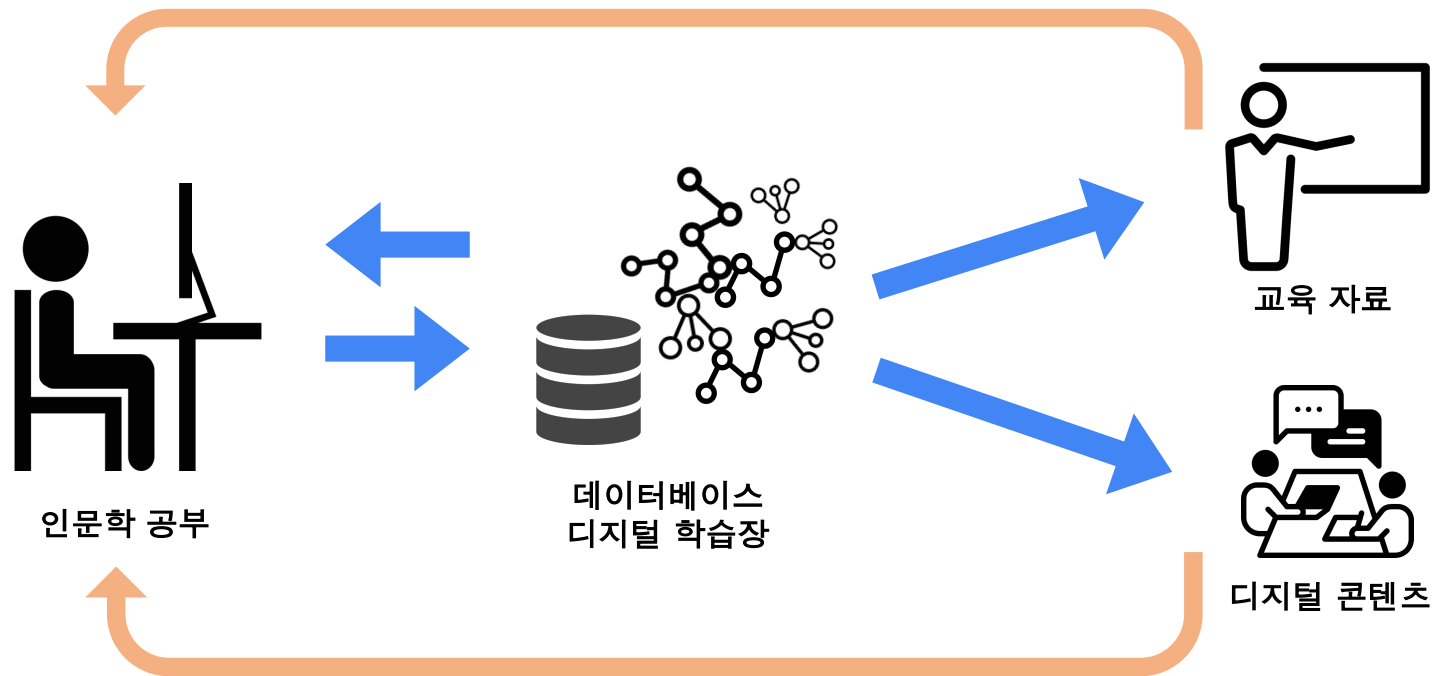 인문학 공부
데이터베이스
디지털 학습장
교육 자료
디지털 콘텐츠